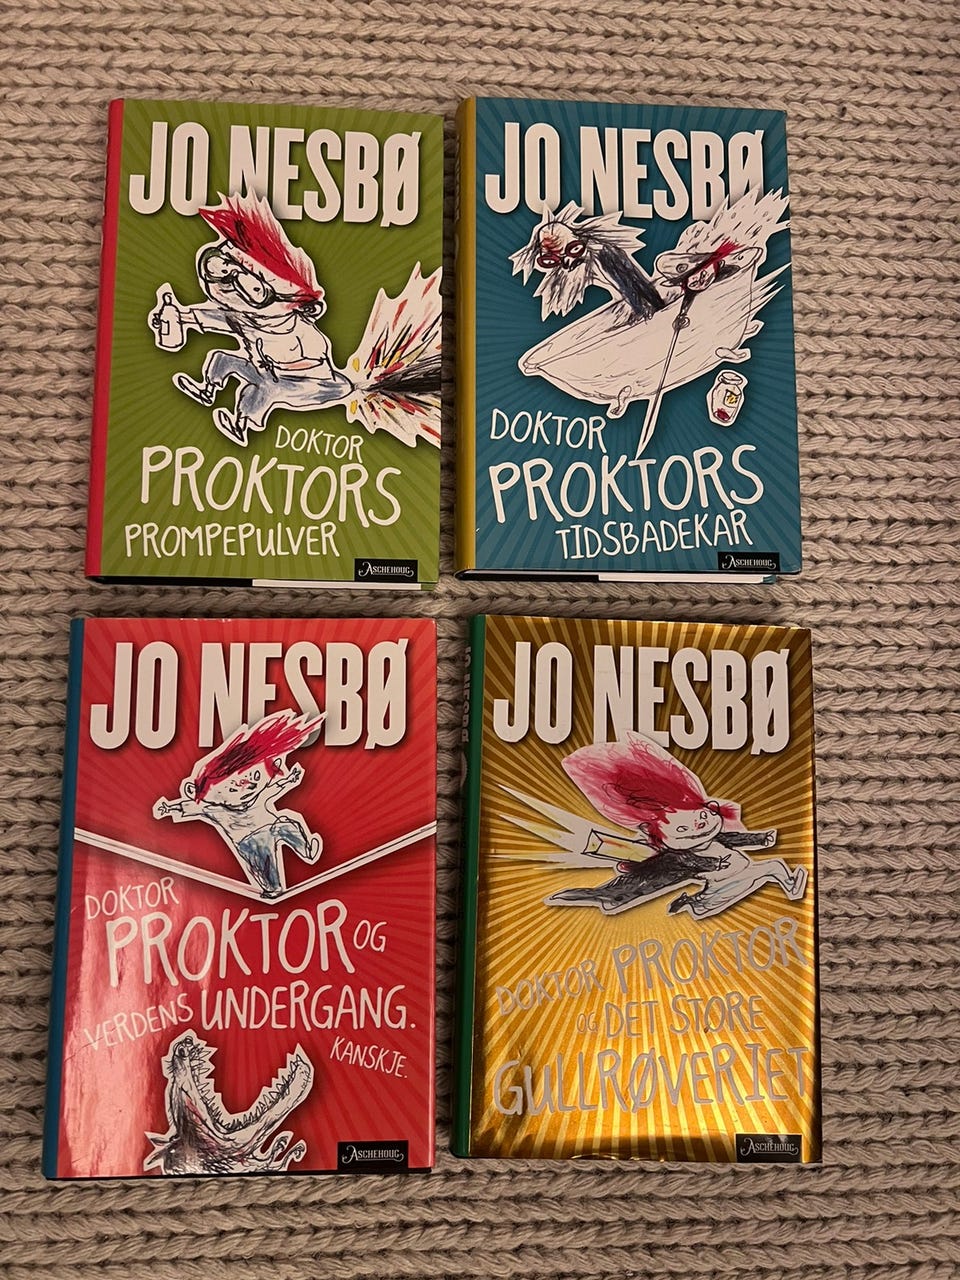 JO NESBØ
DOKTOR
PROKTORS
PROMPEPULVER
ASCHEHOUG
JO NESBØ
DOKTOR
PROKTORS
TIDSBADEKAR
ASCHEHOUG
JO NESBØ
DOKTOR
PROKTOR OG
VERDENS UNDERGANG.
KANSKJE.
ASCHEHOUG
JO NESBØ
DOKTOR PROKTOR
OG DET STORE
GULLRØVERIET
ASCHEHOUG